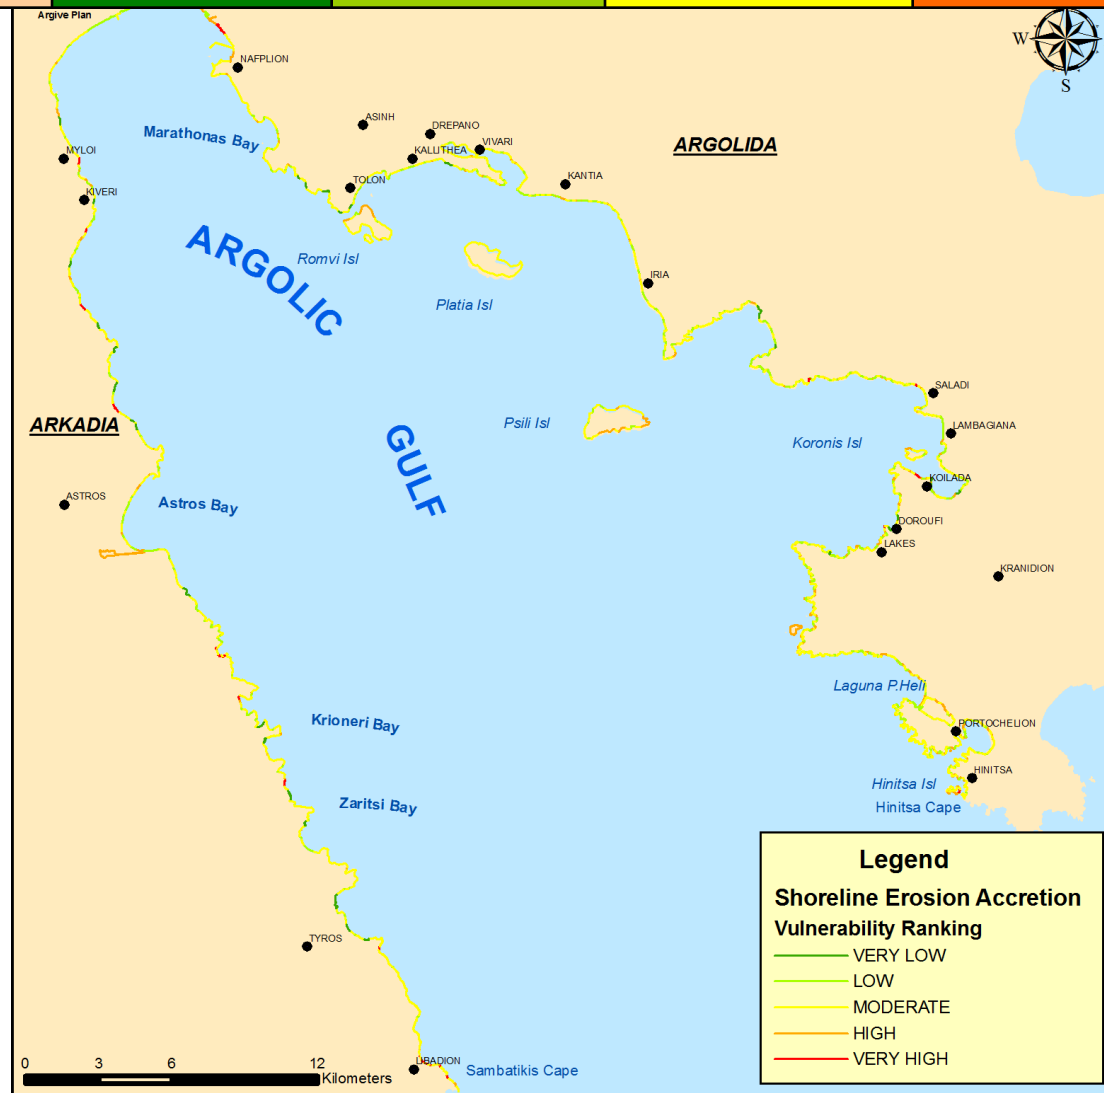 Argive Plan
W
S
NAFPLION
ASINH
DREPANO
Marathonas Bay
VIVARI
ARGOLIDA
MYLOI
KALLITHEA
KANTIA
TOLON
KIVERI
ARGOLIC
Romvi Isl
IRIA
Platia Isl
SALADI
ARKADIA
Psili Isl
LAMBAGIANA
Koronis Isl
GULF
KOILADA
ASTROS
Astros Bay
DOROUFI
LAKES
KRANIDION
Laguna P.Heli
Krioneri Bay
PORTOCHELION
HINITSA
Hinitsa Isl
Zaritsi Bay
Hinitsa Cape
Legend
Shoreline Erosion Accretion
Vulnerability Ranking
VERY LOW
LOW
MODERATE
HIGH
VERY HIGH
TYROS
LIBADION
Sambatikis Cape
0 3 6 12
Kilometers